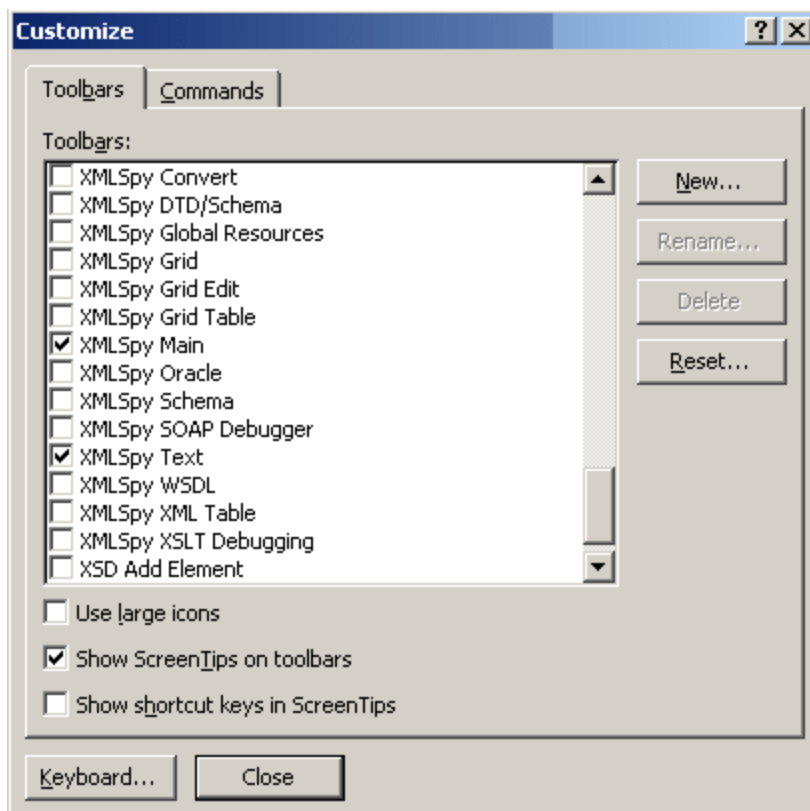 Customize
Toolbars
Commands
Toolbars:
XMLSpy Convert
XMLSpy DTD/Schema
XMLSpy Global Resources
XMLSpy Grid
XMLSpy Grid Edit
XMLSpy Grid Table
XMLSpy Main
XMLSpy Oracle
XMLSpy Schema
XMLSpy SOAP Debugger
XMLSpy Text
XMLSpy WSDL
XMLSpy XML Table
XMLSpy XSLT Debugging
XSD Add Element
New...
Rename...
Delete
Reset...
Use large icons
Show ScreenTips on toolbars
Show shortcut keys in ScreenTips
Keyboard...
Close